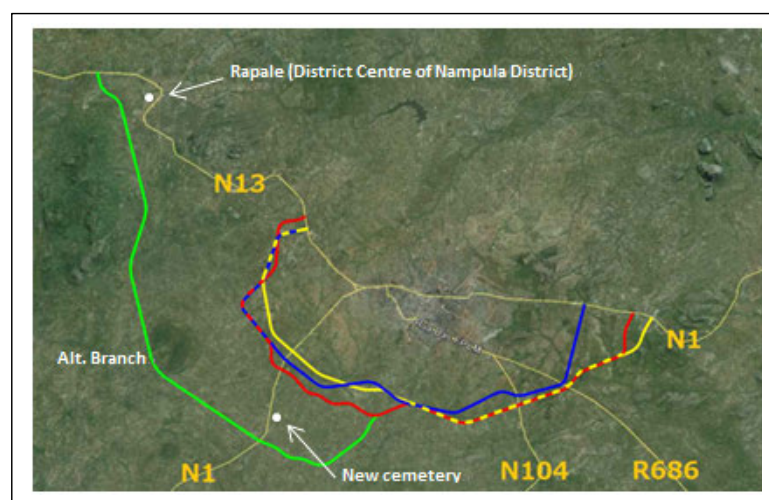 Rapale (District Centre of Nampula District)
N13
N1
Alt. Branch
New cemetery
N1
N104
R686